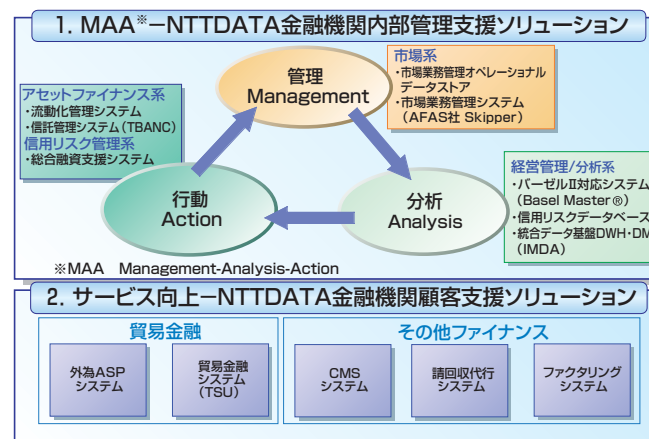 1. MAA※−NTTDATA金融機関内部管理支援ソリューション
管理
Management
市場系
・市場業務管理オペレーショナル
データストア
・市場業務管理システム
(AFAS社 Skipper)
アセットファイナンス系
・流動化管理システム
・信託管理システム(TBANC)
信用リスク管理系
・総合融資支援システム
行動
Action
分析
Analysis
経営管理/分析系
・バーゼルⅡ対応システム
(Basel Master®)
・信用リスクデータベース
・統合データ基盤DWH・DM
(IMDA)
※MAA Management-Analysis-Action
2. サービス向上−NTTDATA金融機関顧客支援ソリューション
貿易金融
外為ASP
システム
貿易金融
システム
(TSU)
その他ファイナンス
CMS
システム
請回収代行
システム
ファクタリング
システム